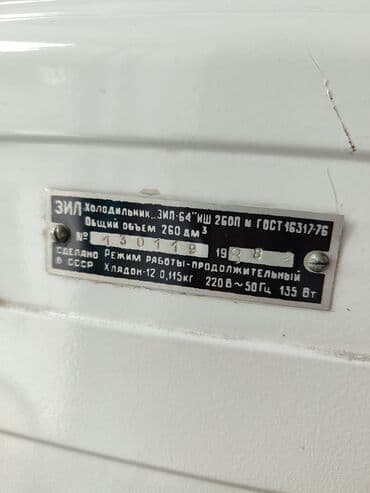 ЗИЛ Холодильник „ЗИЛ-64" КШ 260П М ГОСТ 16317-76
Общий объем 260 дм³
№ 130119 19
СДЕЛАНО В СССР
Режим работы-продолжительный
Хладон-12 0,115кг 220 В ~ 50 Гц 135 Вт